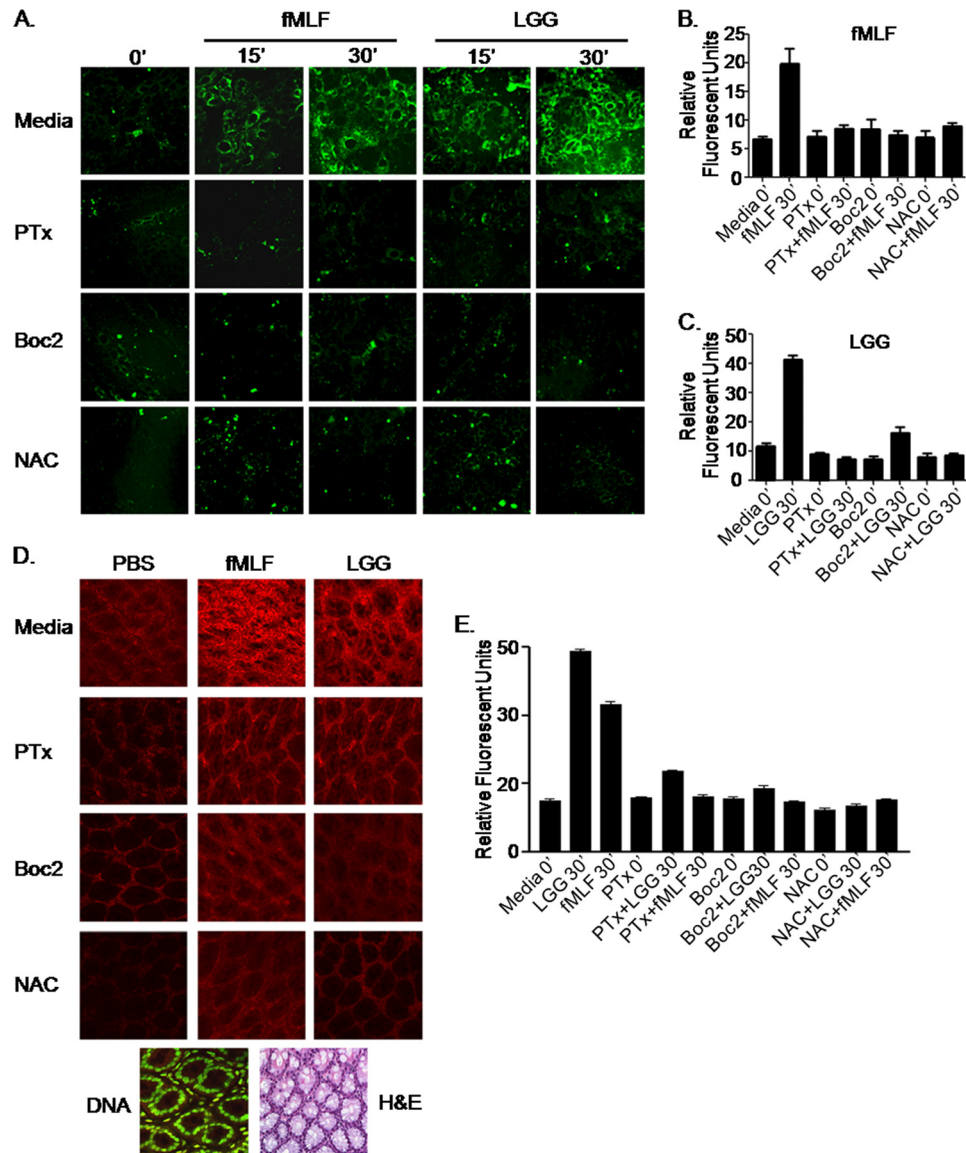 A.
fMLF
LGG
0' 15' 30' 15' 30'
Media
PTx
Boc2
NAC
B.
fMLF
Relative
Fluorescent Units
25
20
15
10
5
0
Media 0'
fMLF 30'
PTx 0'
PTx+fMLF 30'
Boc2 0'
Boc2+fMLF 30'
NAC 0'
NAC+fMLF 30'
C.
LGG
Relative
Fluorescent Units
50
40
30
20
10
0
Media 0'
LGG 30'
PTx 0'
PTx+LGG 30'
Boc2 0'
Boc2+LGG 30'
NAC 0'
NAC+LGG 30'
D.
PBS fMLF LGG
Media
PTx
Boc2
NAC
DNA
H&E
E.
Relative Fluorescent Units
50
30
20
0
Media 0'
LGG 30'
fMLF 30'
PTx 0'
PTx+LGG 30'
PTx+fMLF 30'
Boc2 0'
Boc2+LGG30'
Boc2+fMLF 30'
NAC 0'
NAC+LGG 30'
NAC+fMLF 30'